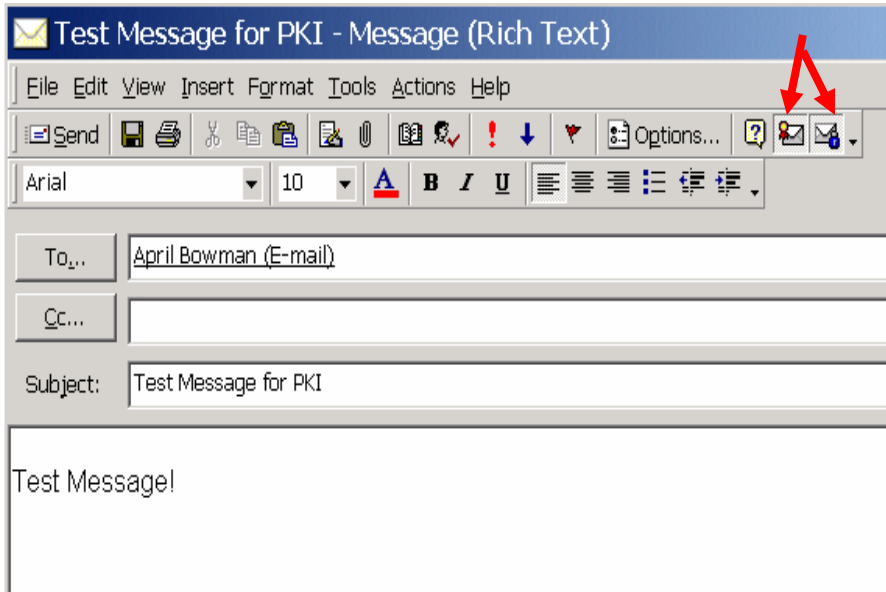 Test Message for PKI - Message (Rich Text)
File Edit View Insert Format Tools Actions Help
Send Options...
Arial 10 A B I U
To... April Bowman (E-mail)
Cc...
Subject: Test Message for PKI
Test Message!